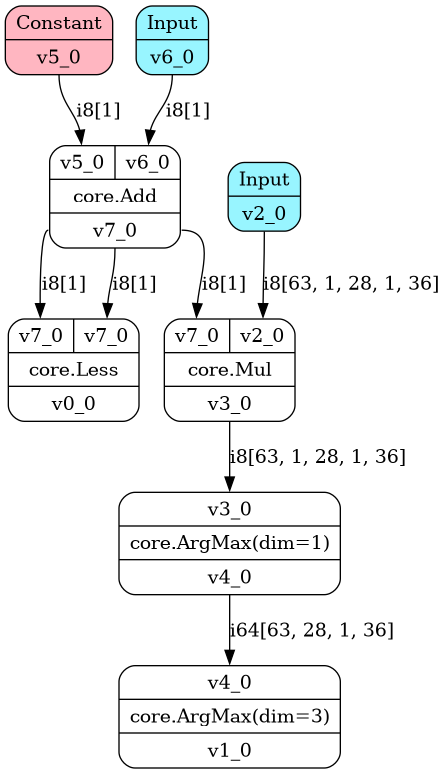 Constant
v5_0
Input
v6_0
i8[1]
i8[1]
v5_0
v6_0
core.Add
v7_0
Input
v2_0
i8[1]
i8[1]
i8[1]
i8[63, 1, 28, 1, 36]
v7_0
v7_0
core.Less
v0_0
v7_0
v2_0
core.Mul
v3_0
i8[63, 1, 28, 1, 36]
v3_0
core.ArgMax(dim=1)
v4_0
i64[63, 28, 1, 36]
v4_0
core.ArgMax(dim=3)
v1_0